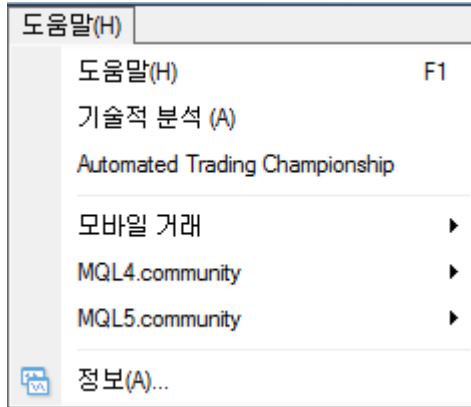 도움말(H)
도움말(H) F1
기술적 분석 (A)
Automated Trading Championship
모바일 거래
MQL4.community
MQL5.community
정보(A)...